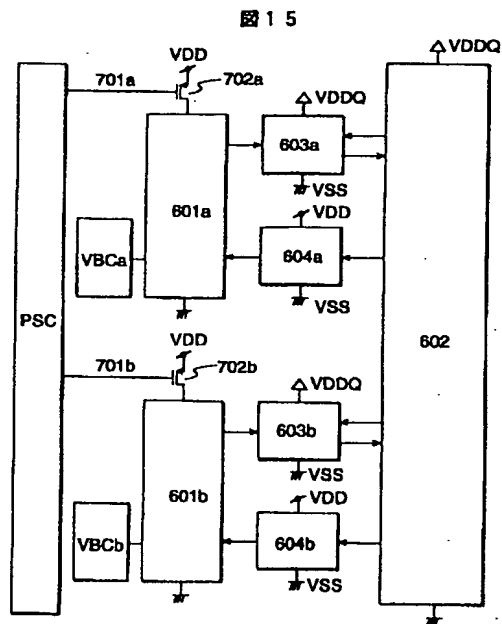 図15
VDDQ
VDD
701a
702a
VDDQ
603a
VSS
601a
VDD
604a
VSS
VBCa
PSC
602
VDD
701b
702b
VDDQ
603b
VSS
601b
VDD
604b
VSS
VBCb